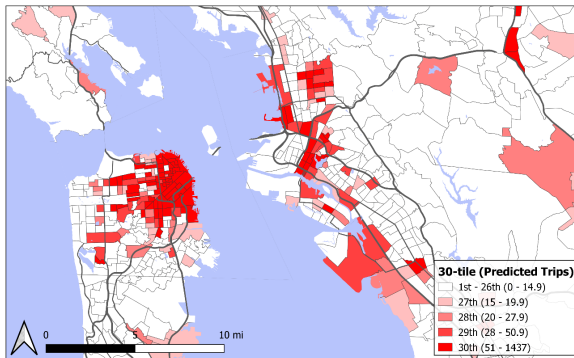 30-tile (Predicted Trips)
1st - 26th (0 - 14.9)
27th (15 - 19.9)
28th (20 - 27.9)
29th (28 - 50.9)
30th (51 - 1437)
0 5 10 mi